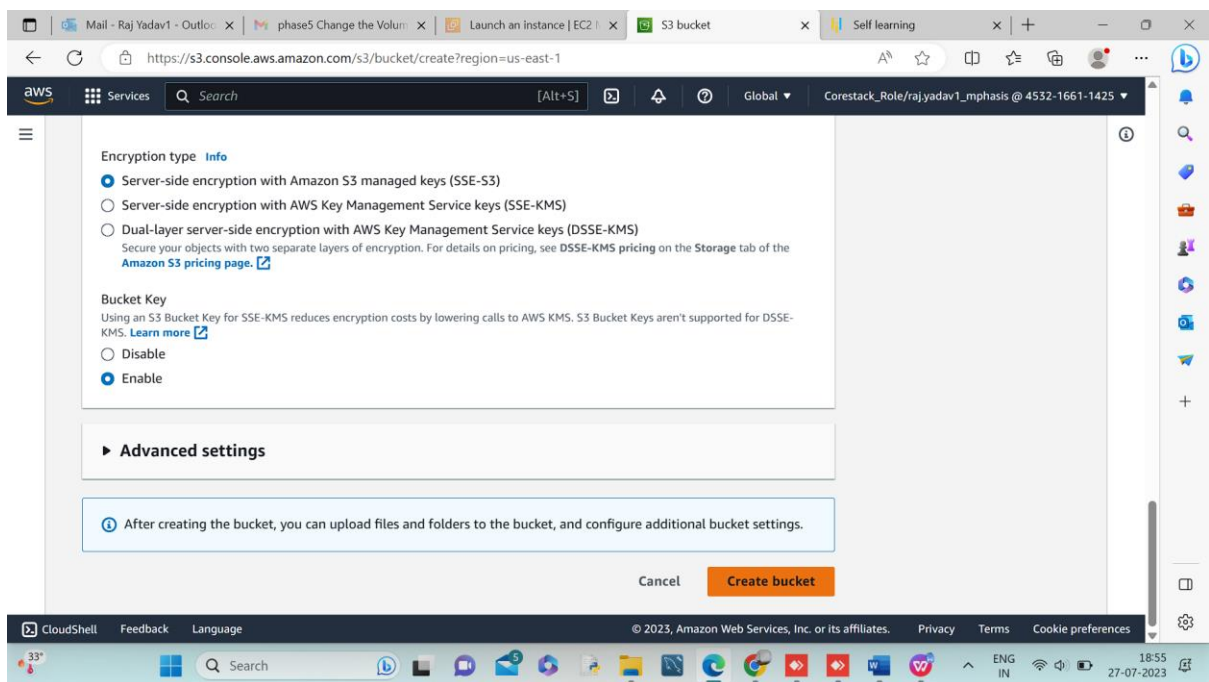 Mail - Raj Yadav1 - Outloo
phase5 Change the Volum
Launch an instance | EC2 
S3 bucket
Self learning
https://s3.console.aws.amazon.com/s3/bucket/create?region=us-east-1
aws
Services
Search
[Alt+S]
Global
Corestack_Role/raj.yadav1_mphasis @ 4532-1661-1425
Encryption type Info
Server-side encryption with Amazon S3 managed keys (SSE-S3)
Server-side encryption with AWS Key Management Service keys (SSE-KMS)
Dual-layer server-side encryption with AWS Key Management Service keys (DSSE-KMS)
Secure your objects with two separate layers of encryption. For details on pricing, see DSSE-KMS pricing on the Storage tab of the
Amazon S3 pricing page.
Bucket Key
Using an S3 Bucket Key for SSE-KMS reduces encryption costs by lowering calls to AWS KMS. S3 Bucket Keys aren't supported for DSSE-
KMS. Learn more
Disable
Enable
Advanced settings
After creating the bucket, you can upload files and folders to the bucket, and configure additional bucket settings.
Cancel
Create bucket
CloudShell
Feedback
Language
© 2023, Amazon Web Services, Inc. or its affiliates.
Privacy
Terms
Cookie preferences
33°
Search
5
ENG
IN
18:55
27-07-2023